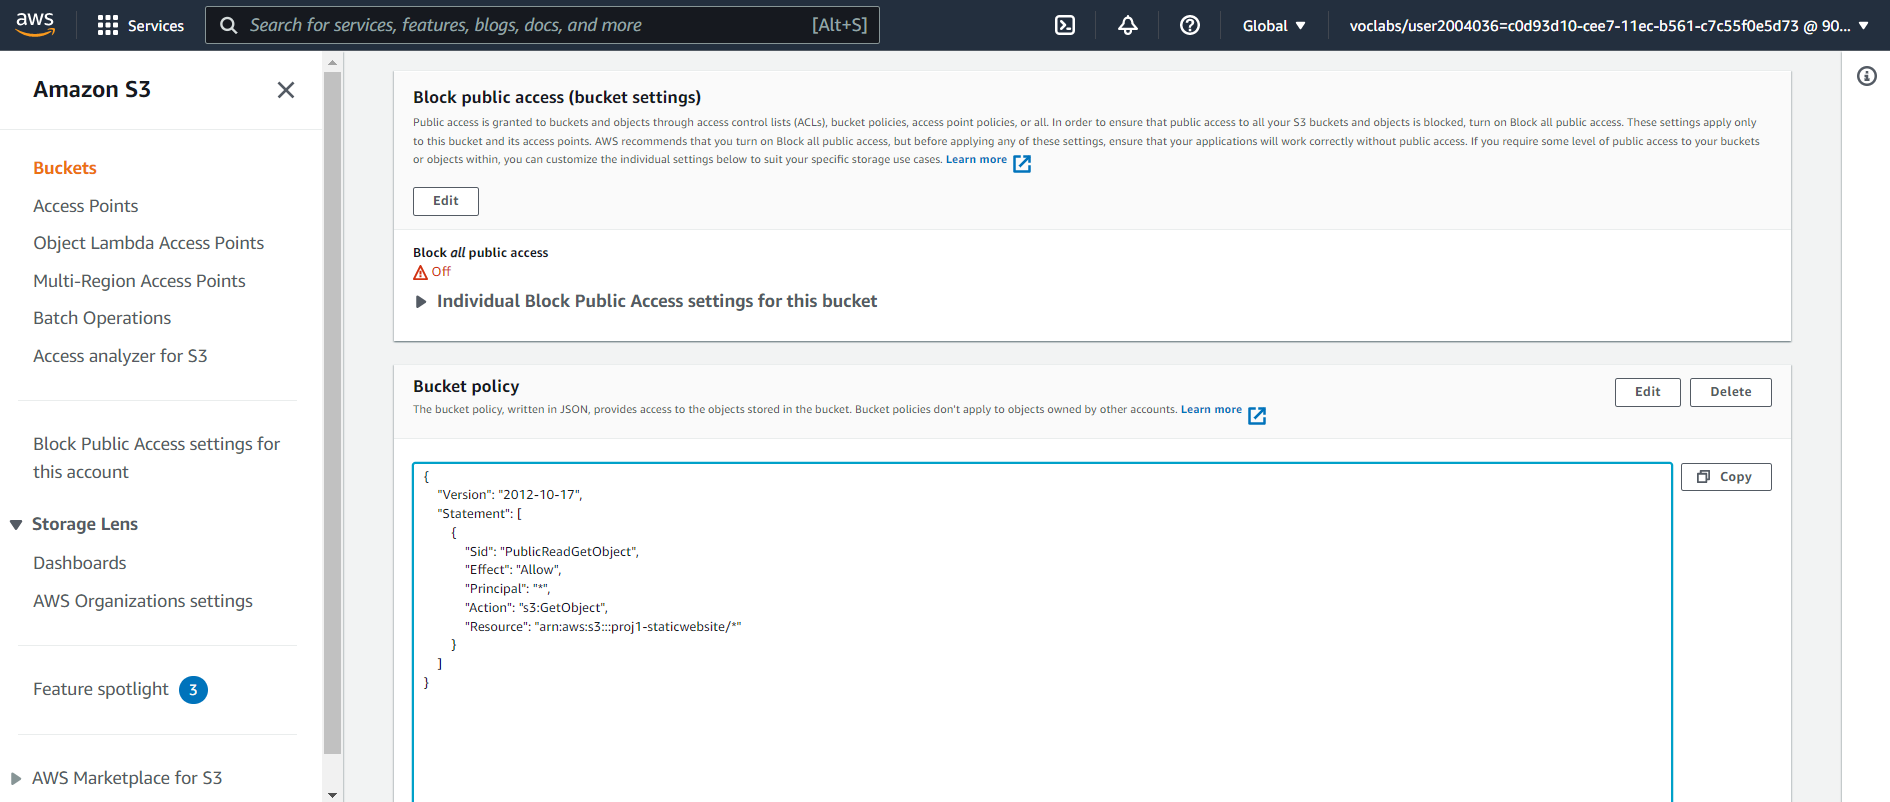 aws
Services
Search for services, features, blogs, docs, and more
[Alt+S]
Global
voclabs/user2004036=c0d93d10-cee7-11ec-b561-c7c55f0e5d73 @ 90...
Amazon S3
Buckets
Access Points
Object Lambda Access Points
Multi-Region Access Points
Batch Operations
Access analyzer for S3
Block Public Access settings for
this account
Storage Lens
Dashboards
AWS Organizations settings
Feature spotlight 3
AWS Marketplace for S3
Block public access (bucket settings)
Public access is granted to buckets and objects through access control lists (ACLs), bucket policies, access point policies, or all. In order to ensure that public access to all your S3 buckets and objects is blocked, turn on Block all public access. These settings apply only
to this bucket and its access points. AWS recommends that you turn on Block all public access, but before applying any of these settings, ensure that your applications will work correctly without public access. If you require some level of public access to your buckets
or objects within, you can customize the individual settings below to suit your specific storage use cases. Learn more
Edit
Block all public access
Off
Individual Block Public Access settings for this bucket
Bucket policy
The bucket policy, written in JSON, provides access to the objects stored in the bucket. Bucket policies don't apply to objects owned by other accounts. Learn more
Edit
Delete
Copy
{
"Version": "2012-10-17",
"Statement": [
{
"Sid": "PublicReadGetObject",
"Effect": "Allow",
"Principal": "*",
"Action": "s3:GetObject",
"Resource": "arn:aws:s3:::proj1-staticwebsite/*"
}
]
}